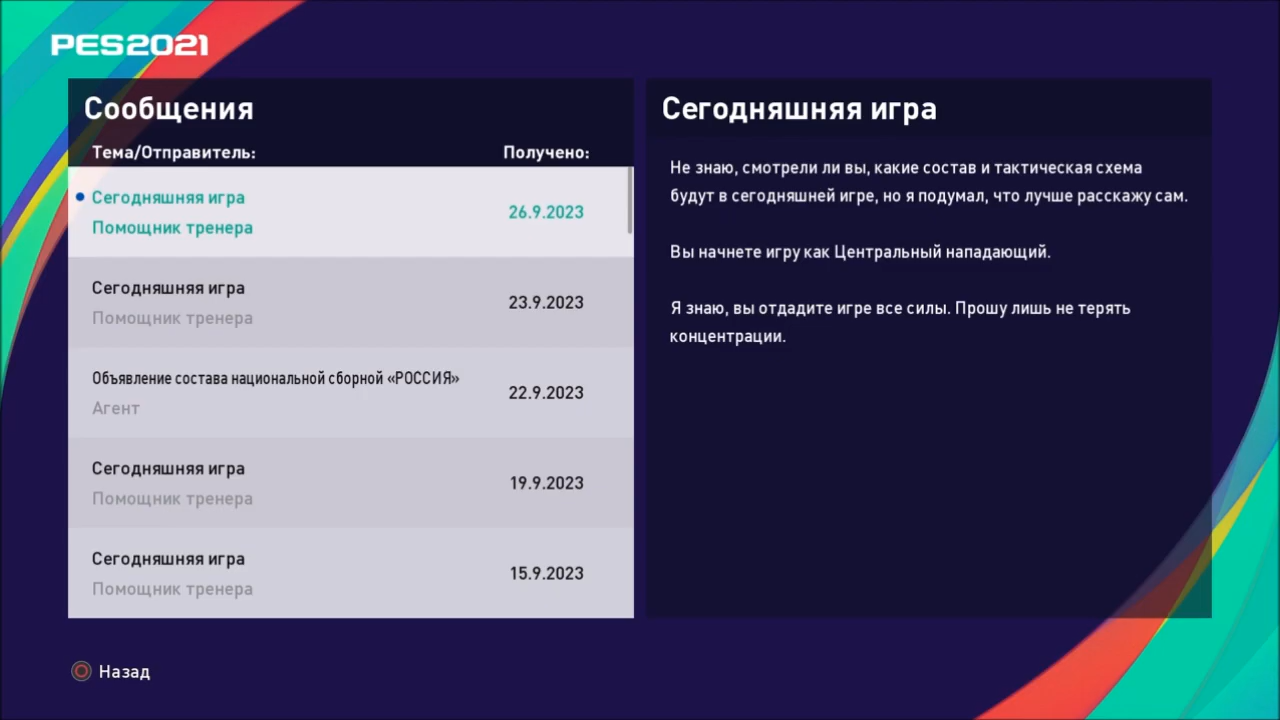 PES2021
Сообщения
Тема/Отправитель: Получено:
Сегодняшняя игра
Помощник тренера
26.9.2023
Сегодняшняя игра
Помощник тренера
23.9.2023
Объявление состава национальной сборной «РОССИЯ»
Агент
22.9.2023
Сегодняшняя игра
Помощник тренера
19.9.2023
Сегодняшняя игра
Помощник тренера
15.9.2023
Сегодняшняя игра
Не знаю, смотрели ли вы, какие состав и тактическая схема
будут в сегодняшней игре, но я подумал, что лучше расскажу сам.
Вы начнете игру как Центральный нападающий.
Я знаю, вы отдадите игре все силы. Прошу лишь не терять
концентрации.
Назад